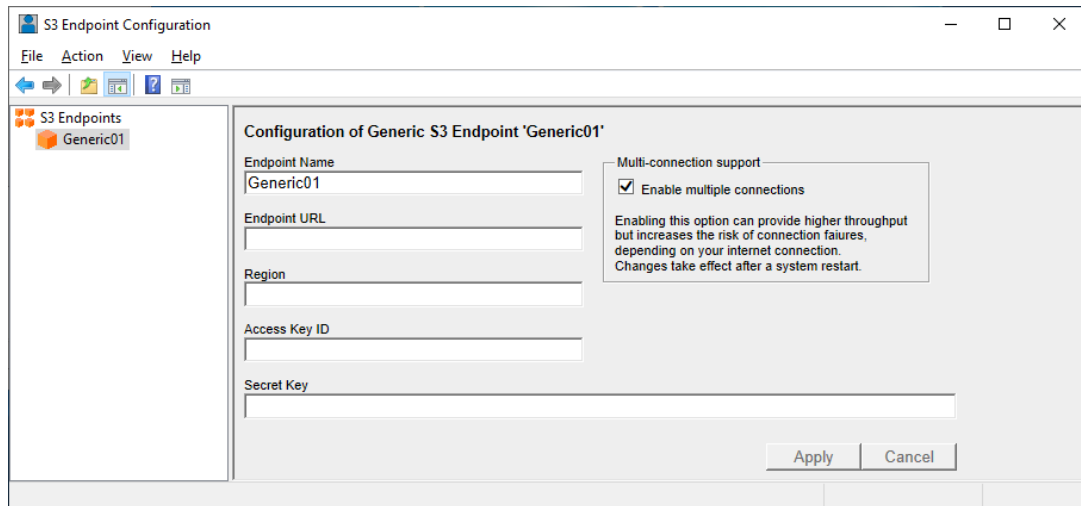 S3 Endpoint Configuration
File Action View Help
S3 Endpoints
Generic01
Configuration of Generic S3 Endpoint 'Generic01'
Endpoint Name
Generic01
Endpoint URL
Region
Access Key ID
Secret Key
Multi-connection support
Enable multiple connections
Enabling this option can provide higher throughput
but increases the risk of connection faiures,
depending on your internet connection.
Changes take effect after a system restart.
Apply Cancel